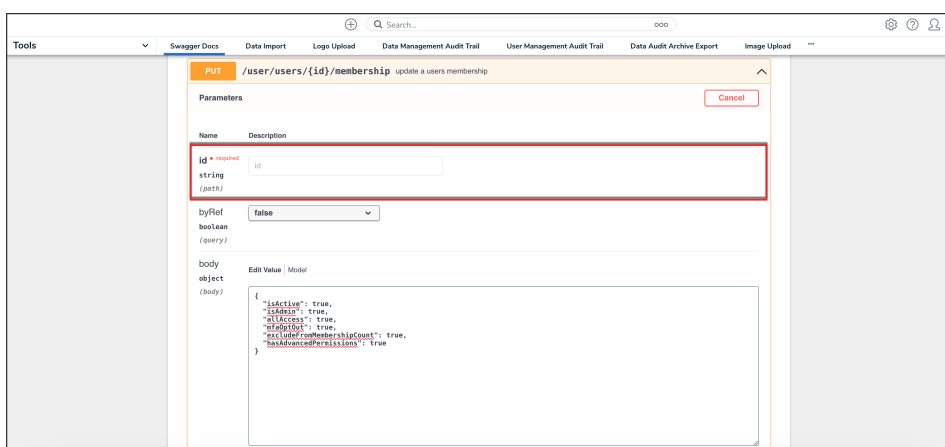 Search...
Tools
Swagger Docs
Data Import
Logo Upload
Data Management Audit Trail
User Management Audit Trail
Data Audit Archive Export
Image Upload
PUT /user/users/{id}/membership update a users membership
Parameters
Cancel
Name Description
id * required
id
string
(path)
byRef
false
boolean
(query)
body
Edit Value | Model
object
(body)
{
"isActive": true,
"isAdmin": true,
"allAccess": true,
"mfaOptOut": true,
"excludeFromMembershipCount": true,
"hasAdvancedPermissions": true
}